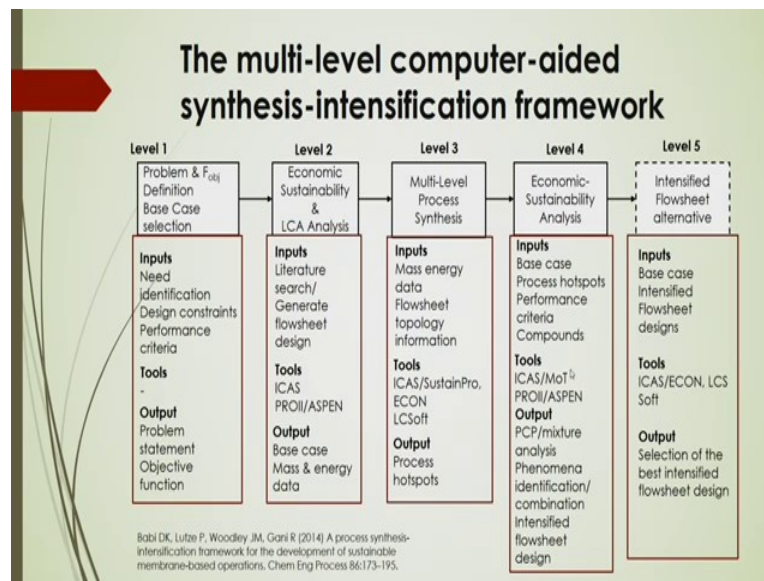 The multi-level computer-aided
synthesis-intensification framework
Level 1
Problem & Fobj
Definition
Base Case
selection
Inputs
Need
identification
Design constraints
Performance
criteria
Tools
-
Output
Problem
statement
Objective
function
Level 2
Economic
Sustainability
&
LCA Analysis
Inputs
Literature
search/
Generate
flowsheet
design
Tools
ICAS
PROII/ASPEN
Output
Base case
Mass & energy
data
Level 3
Multi-Level
Process
Synthesis
Inputs
Mass energy
data
Flowsheet
topology
information
Tools
ICAS/SustainPro,
ECON
LCSoft
Output
Process
hotspots
Level 4
Economic-
Sustainability
Analysis
Inputs
Base case
Process hotspots
Performance
criteria
Compounds
Tools
ICAS/MoT
PROII/ASPEN
Output
PCP/mixture
analysis
Phenomena
identification/
combination
Intensified
flowsheet
design
Level 5
Intensified
Flowsheet
alternative
Inputs
Base case
Intensified
Flowsheet
designs
Tools
ICAS/ECON, LCS
Soft
Output
Selection of the
best intensified
flowsheet design
Babi DK, Lutze P, Woodley JM, Gani R (2014) A process synthesis-
intensification framework for the development of sustainable
membrane-based operations. Chem Eng Process 86:173–195.